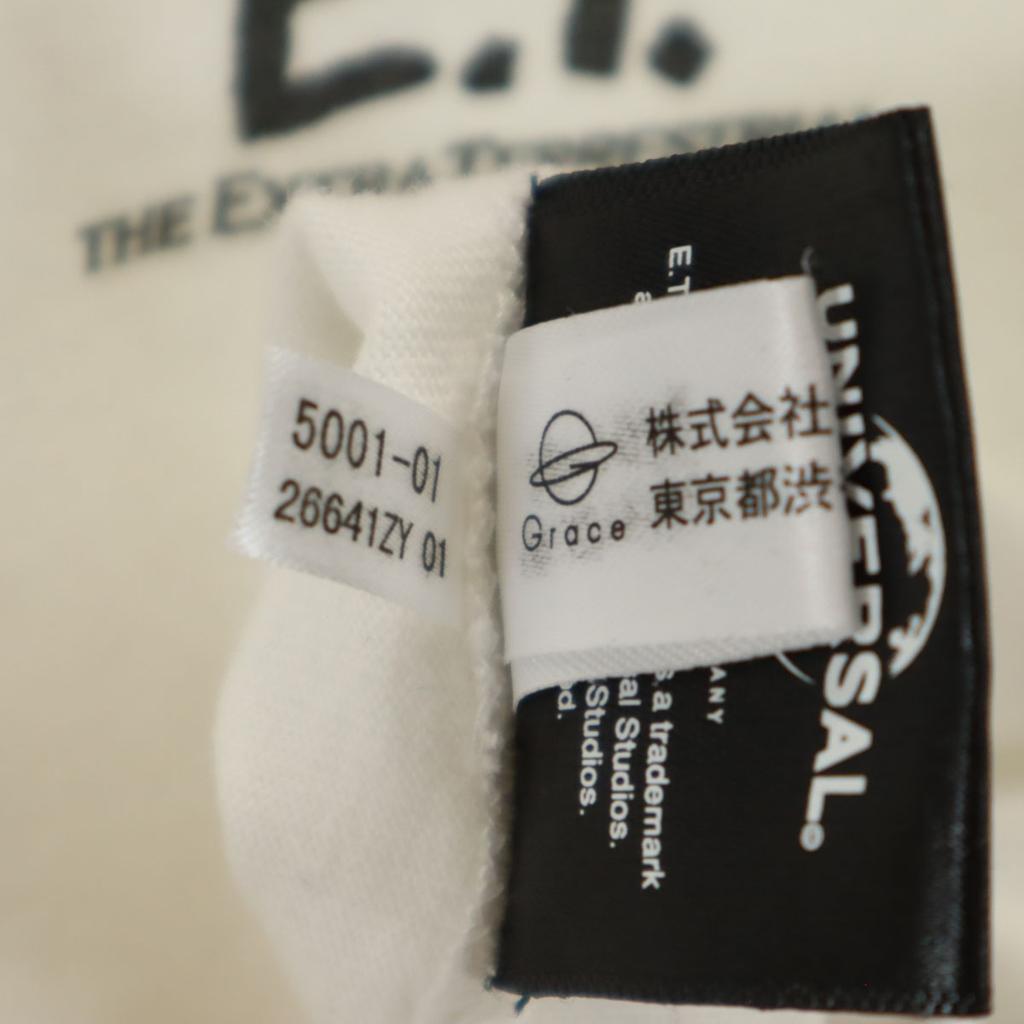 E.T.
THE EXTRA TERRESTRIAL
5001-01
26641ZY 01
Grace
株式会社
東京都渋
E.T
UNIVERSAL
ANY
a trademark
al Studios.
Studios.
d.